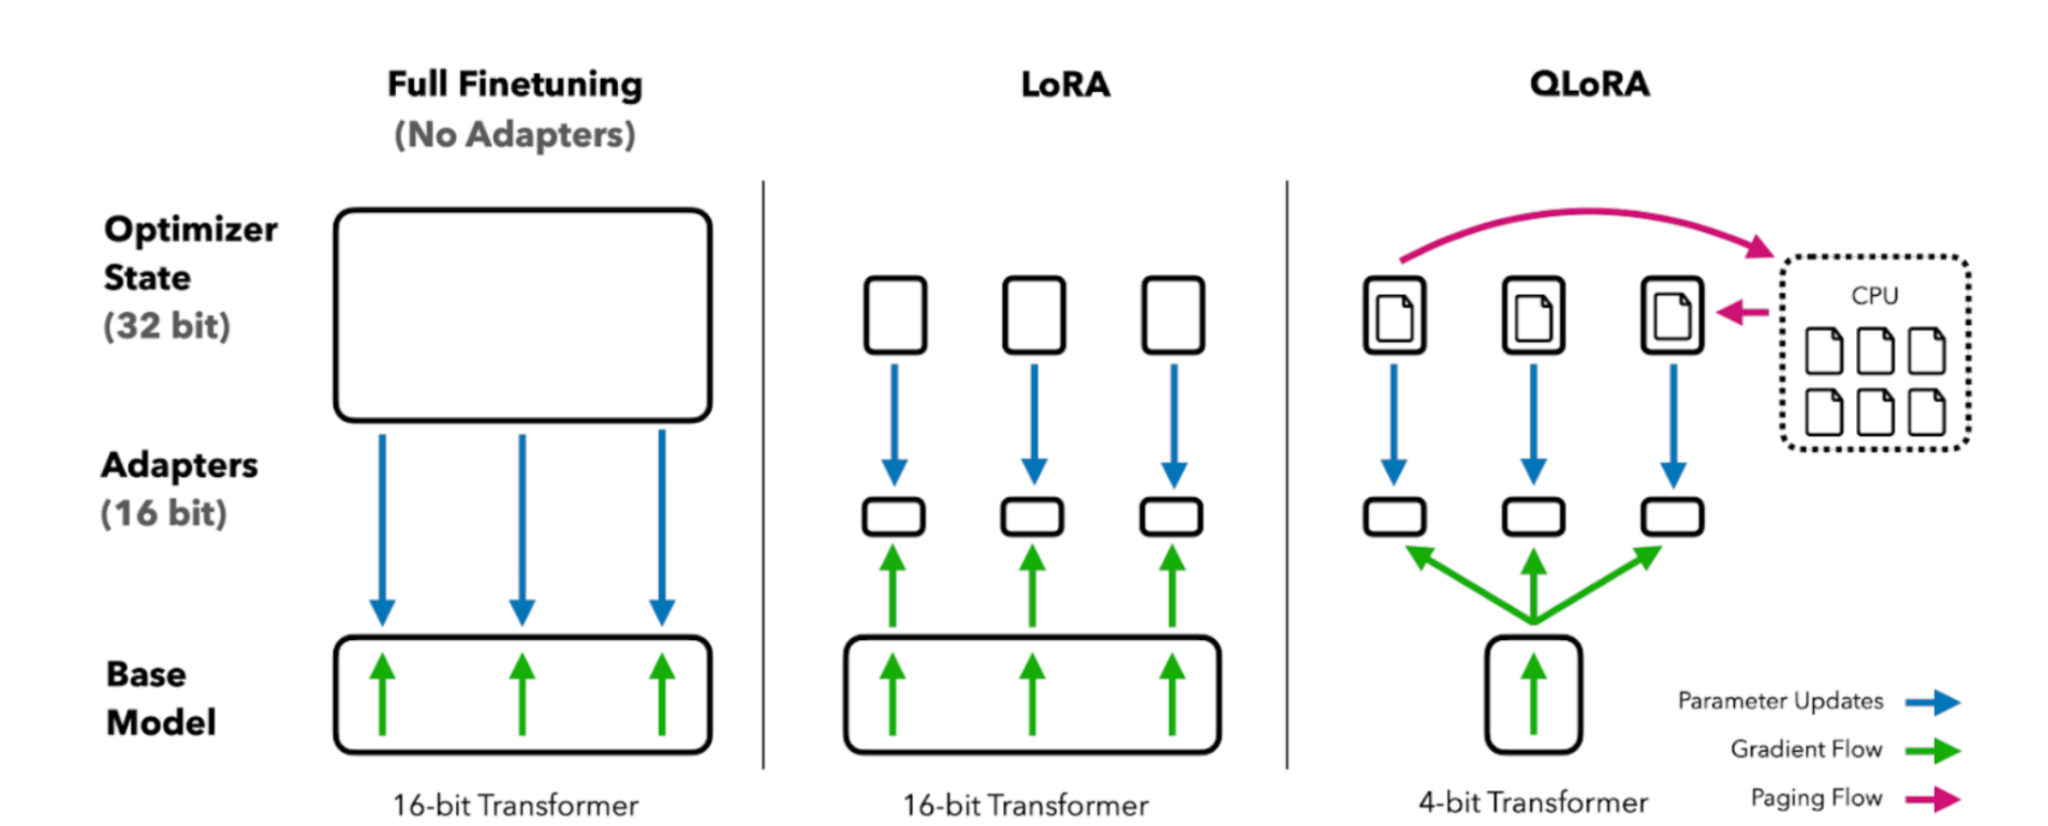 Full Finetuning
(No Adapters)
LoRA
QLoRA
Optimizer
State
(32 bit)
CPU
Adapters
(16 bit)
Base
Model
Parameter Updates
Gradient Flow
Paging Flow
16-bit Transformer
16-bit Transformer
4-bit Transformer